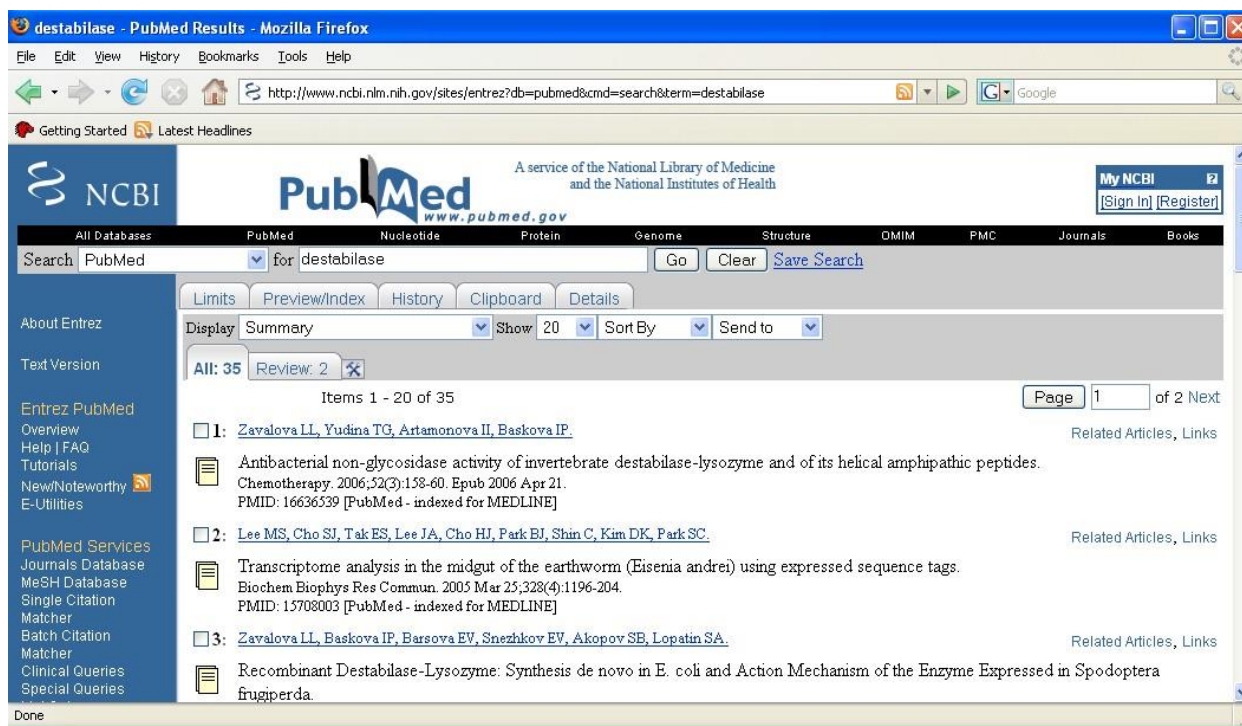 destabilase - PubMed Results - Mozilla Firefox
File Edit View History Bookmarks Tools Help
http://www.ncbi.nlm.nih.gov/sites/entrez?db=pubmed&cmd=search&term=destabilase G Google
Getting Started Latest Headlines
NCBI
PubMed
www.pubmed.gov
A service of the National Library of Medicine
and the National Institutes of Health
My NCBI ?
[Sign In] [Register]
All Databases PubMed Nucleotide Protein Genome Structure OMIM PMC Journals Books
Search PubMed for destabilase Go Clear Save Search
Limits Preview/Index History Clipboard Details
Display Summary Show 20 Sort By Send to
All: 35 Review: 2
Items 1 - 20 of 35
Page 1 of 2 Next
About Entrez
Text Version
Entrez PubMed
Overview
Help | FAQ
Tutorials
New/Noteworthy
E-Utilities
PubMed Services
Journals Database
MeSH Database
Single Citation
Matcher
Batch Citation
Matcher
Clinical Queries
Special Queries
1: Zavalova LL, Yudina TG, Artamonova II, Baskova IP. Related Articles, Links
Antibacterial non-glycosidase activity of invertebrate destabilase-lysozyme and of its helical amphipathic peptides.
Chemotherapy. 2006;52(3):158-60. Epub 2006 Apr 21.
PMID: 16636539 [PubMed - indexed for MEDLINE]
2: Lee MS, Cho SJ, Tak ES, Lee JA, Cho HJ, Park BJ, Shin C, Kim DK, Park SC. Related Articles, Links
Transcriptome analysis in the midgut of the earthworm (Eisenia andrei) using expressed sequence tags.
Biochem Biophys Res Commun. 2005 Mar 25;328(4):1196-204.
PMID: 15708003 [PubMed - indexed for MEDLINE]
3: Zavalova LL, Baskova IP, Barsova EV, Snezhkov EV, Akopov SB, Lopatin SA. Related Articles, Links
Recombinant Destabilase-Lysozyme: Synthesis de novo in E. coli and Action Mechanism of the Enzyme Expressed in Spodoptera
frugiperda.
Done